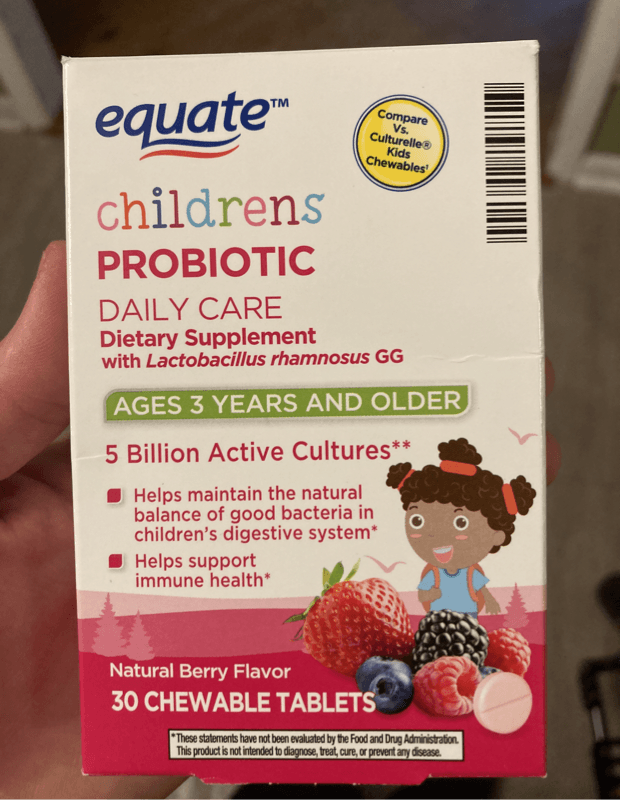 equate™
Compare
Vs.
Culturelle®
Kids
Chewables†
childrens
PROBIOTIC
DAILY CARE
Dietary Supplement
with Lactobacillus rhamnosus GG
AGES 3 YEARS AND OLDER
5 Billion Active Cultures**
Helps maintain the natural
balance of good bacteria in
children's digestive system*
Helps support
immune health*
Natural Berry Flavor
30 CHEWABLE TABLETS
*These statements have not been evaluated by the Food and Drug Administration.
This product is not intended to diagnose, treat, cure, or prevent any disease.